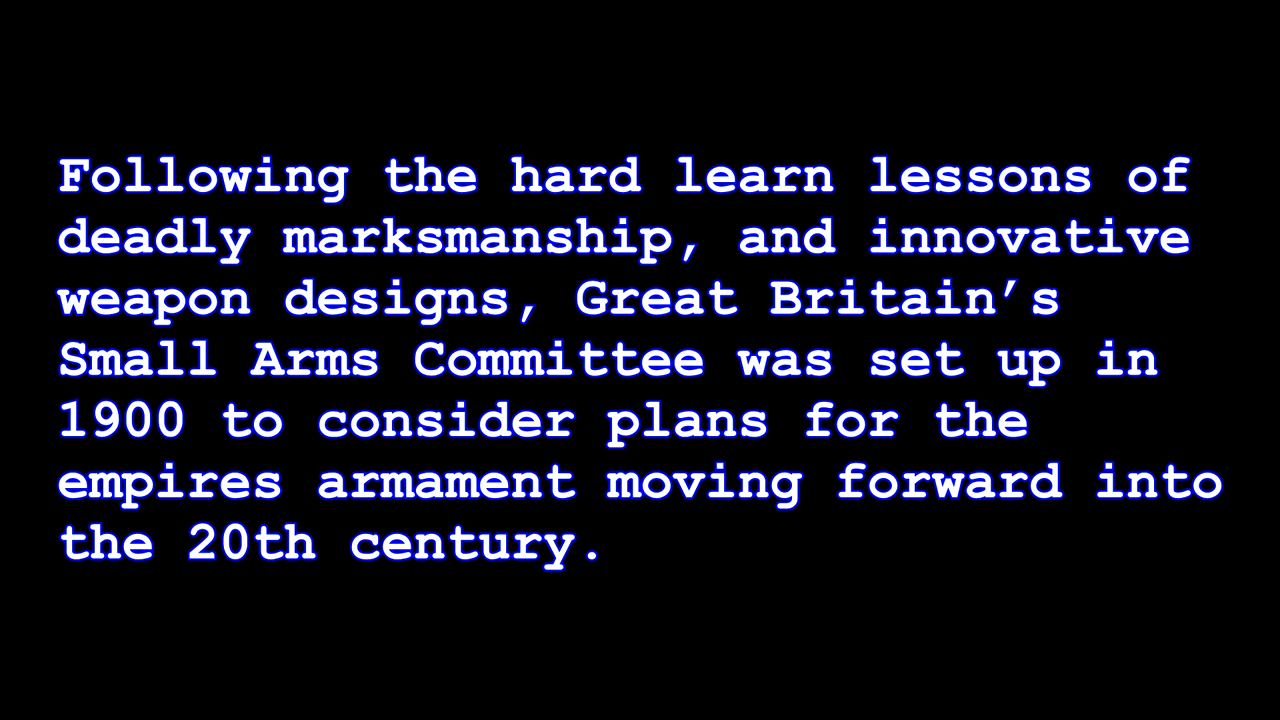 Following the hard learn lessons of
deadly marksmanship, and innovative
weapon designs, Great Britain’s
Small Arms Committee was set up in
1900 to consider plans for the
empires armament moving forward into
the 20th century.